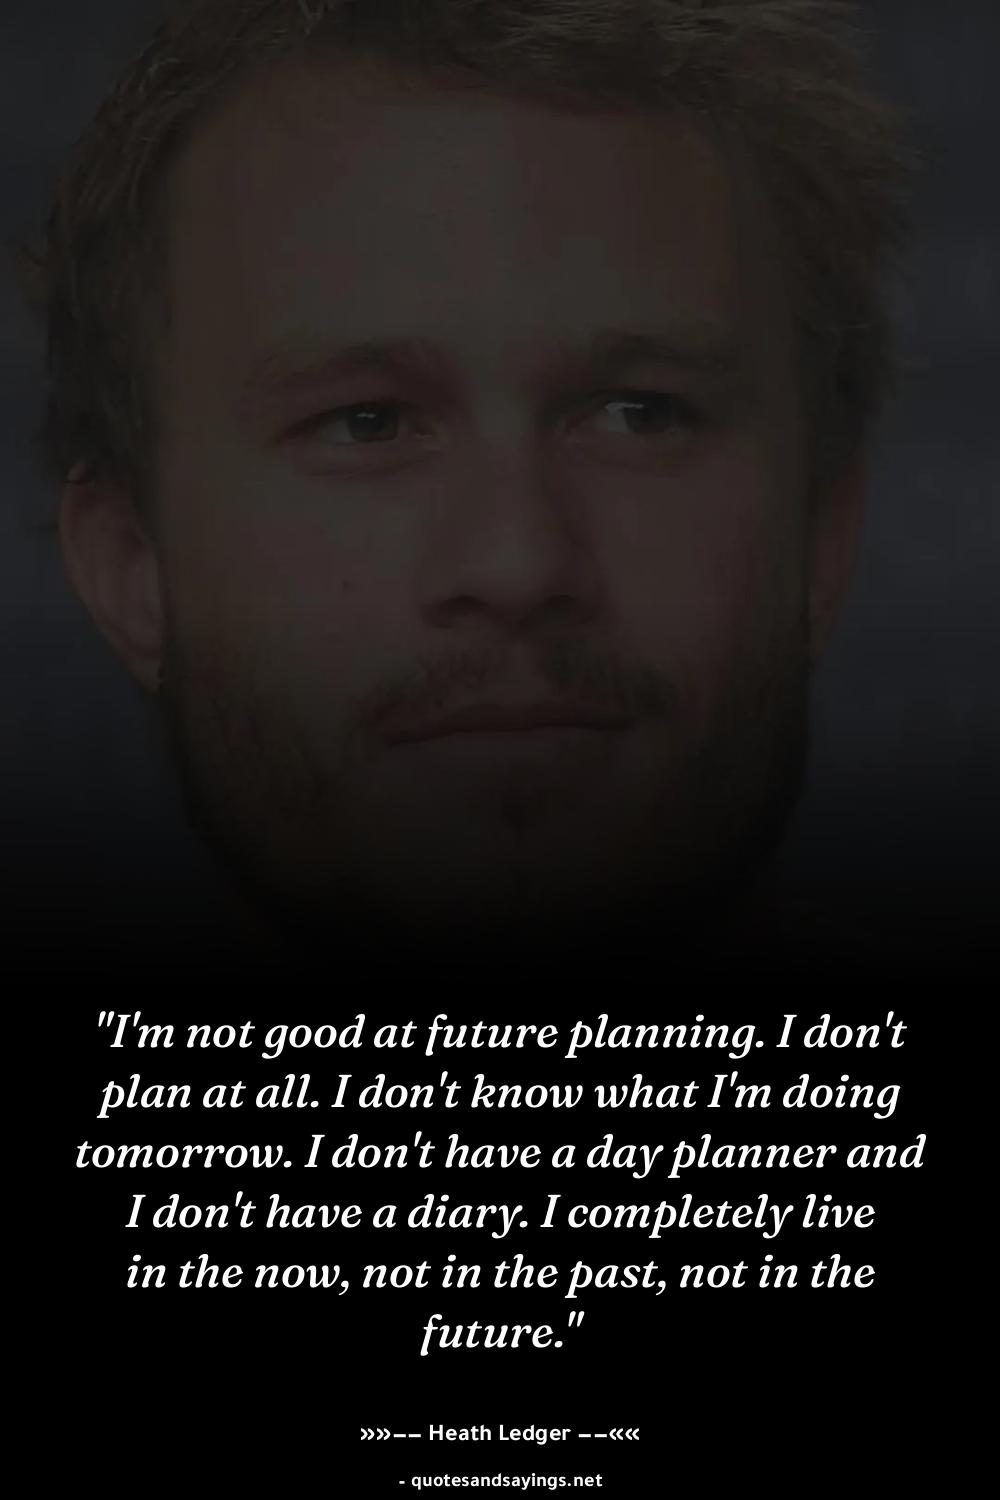 "I'm not good at future planning. I don't
plan at all. I don't know what I'm doing
tomorrow. I don't have a day planner and
I don't have a diary. I completely live
in the now, not in the past, not in the
future."
»»–– Heath Ledger ––««
- quotesandsayings.net